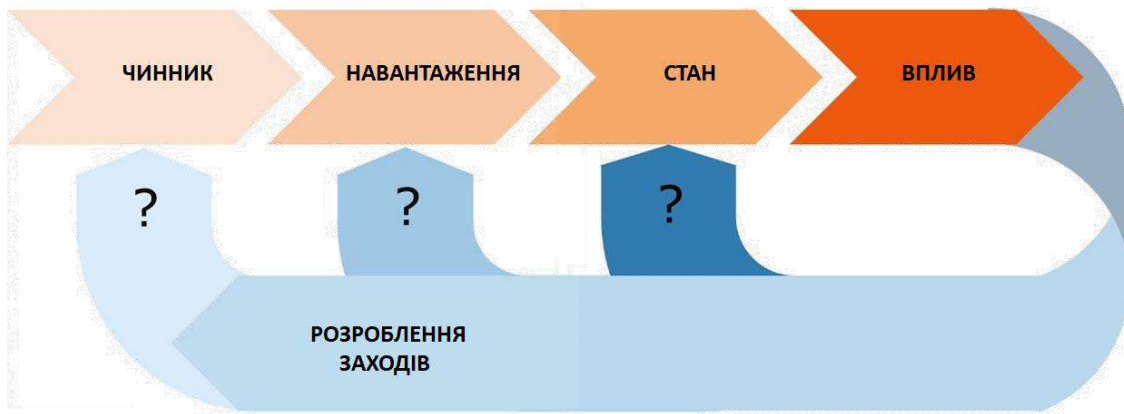 ЧИННИК
НАВАНТАЖЕННЯ
СТАН
ВПЛИВ
?
?
?
РОЗРОБЛЕННЯ
ЗАХОДІВ